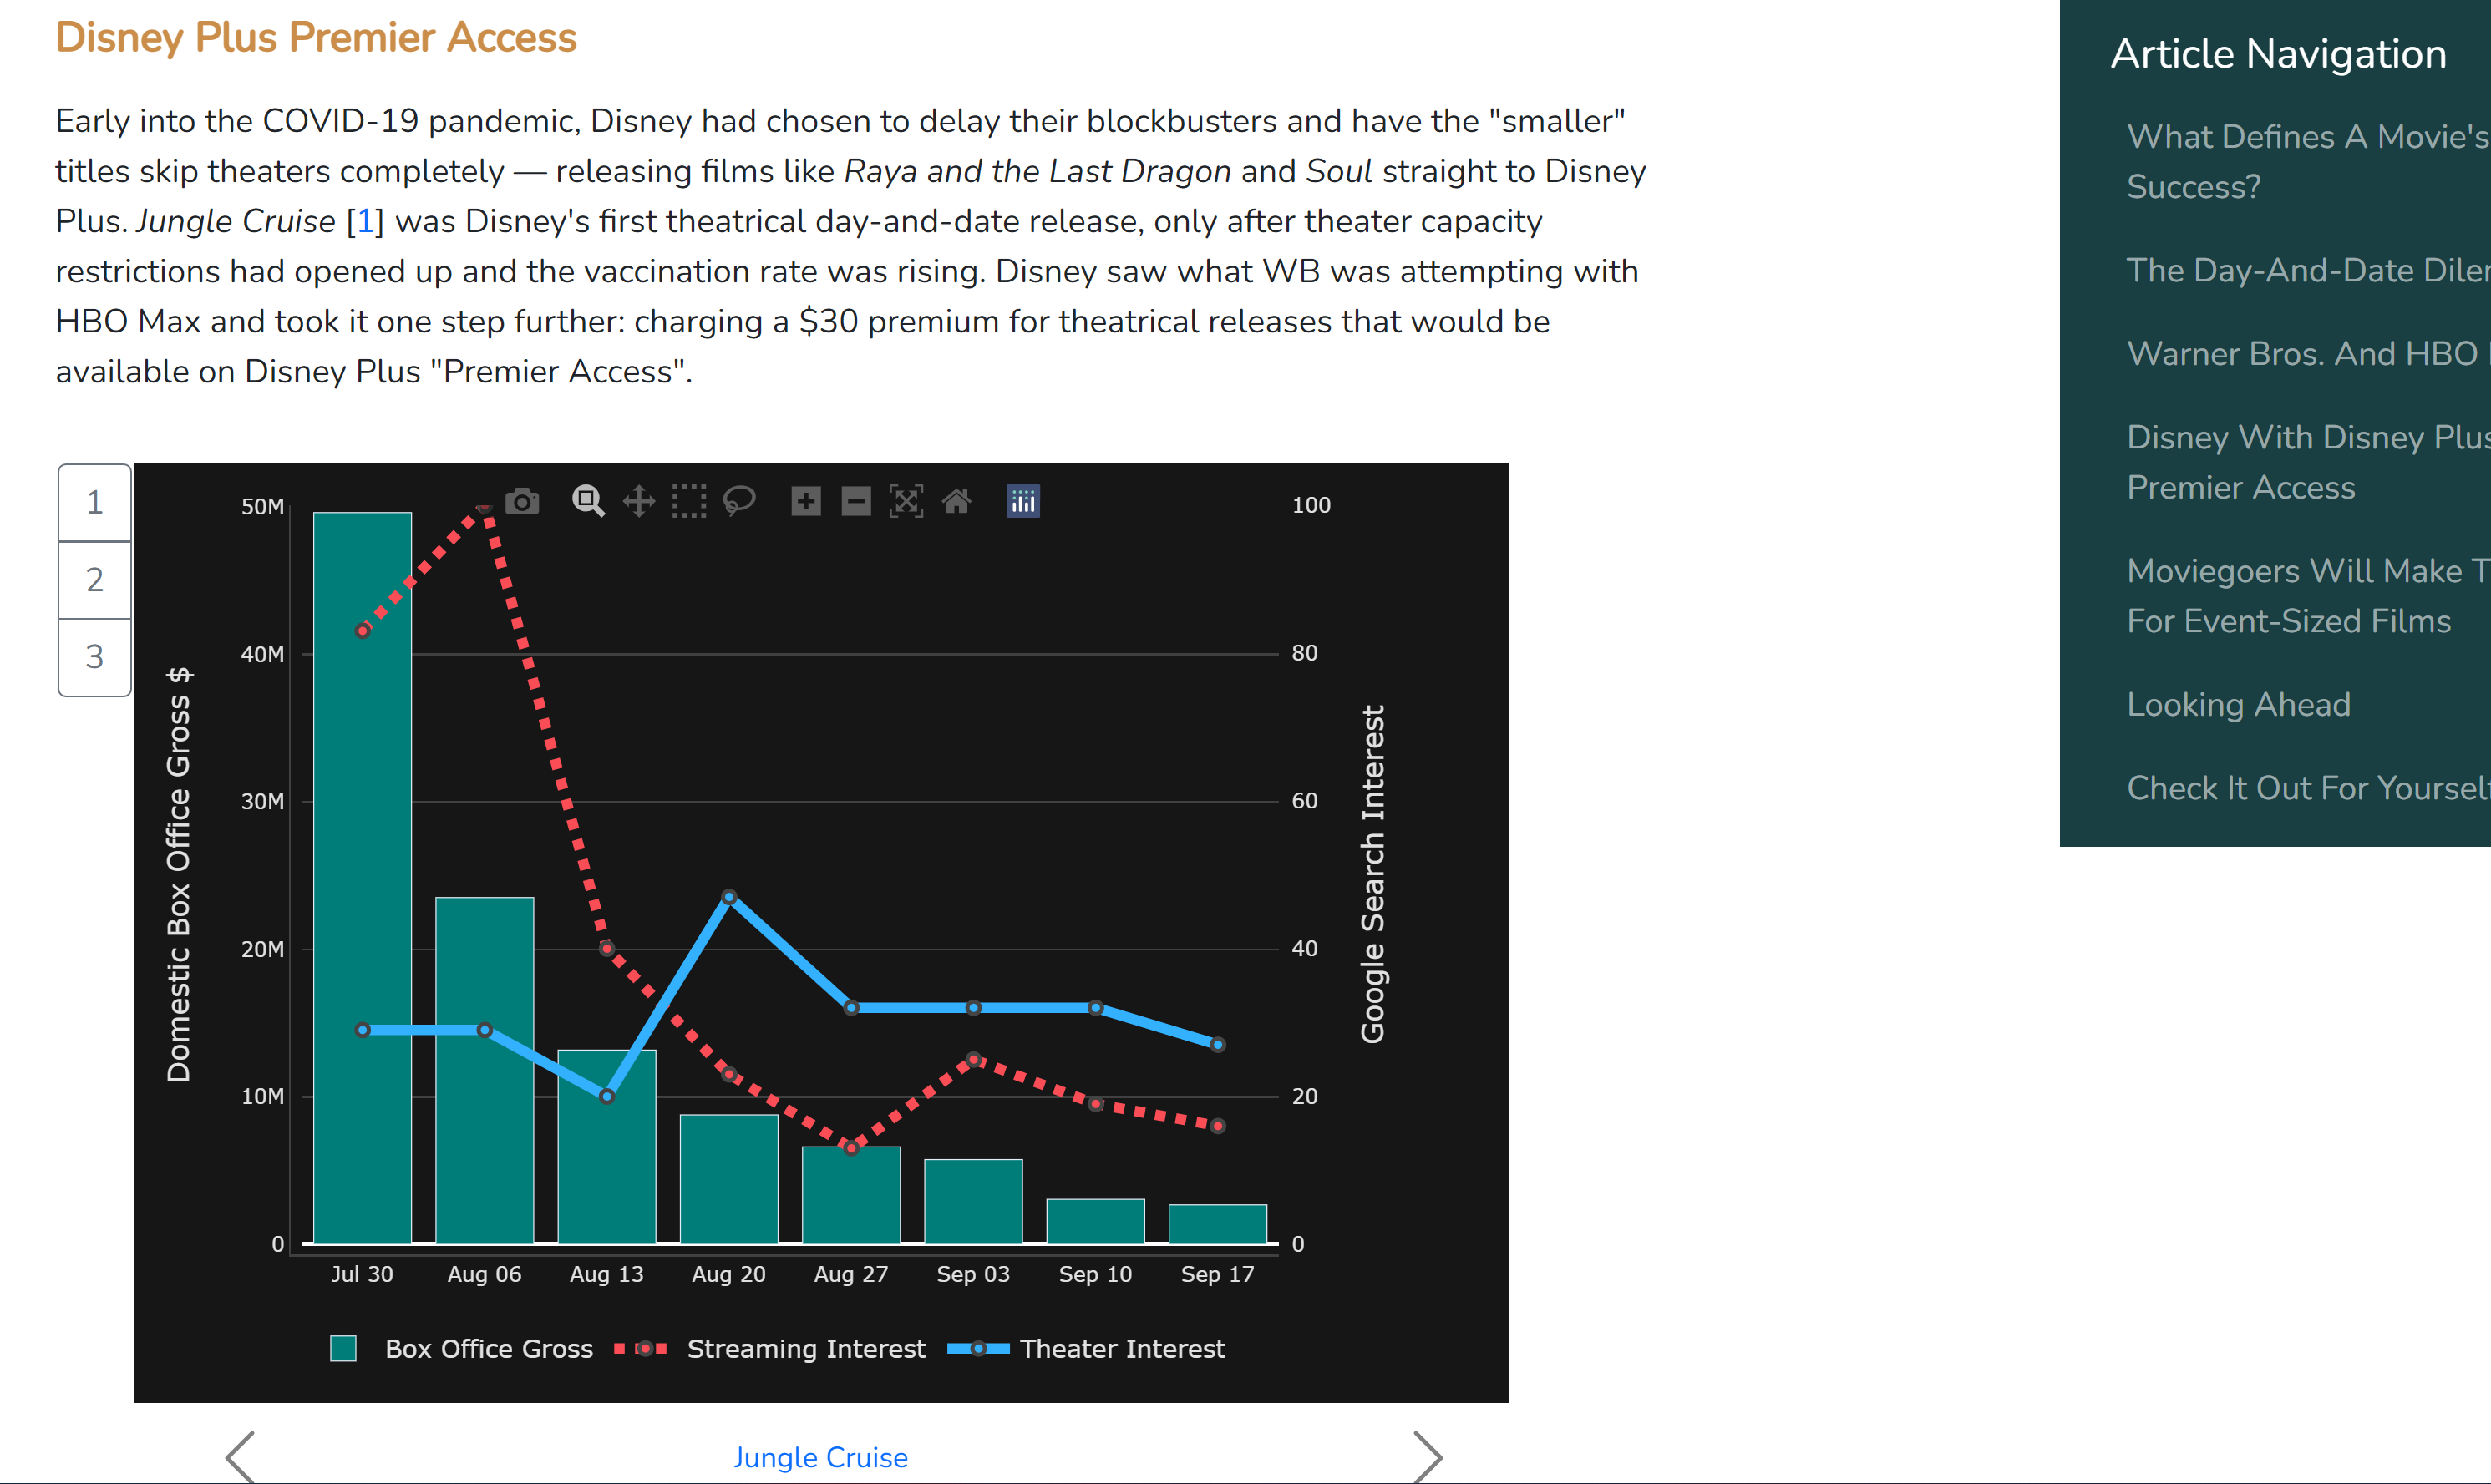 Disney Plus Premier Access
Early into the COVID-19 pandemic, Disney had chosen to delay their blockbusters and have the "smaller"
titles skip theaters completely — releasing films like Raya and the Last Dragon and Soul straight to Disney
Plus. Jungle Cruise [1] was Disney's first theatrical day-and-date release, only after theater capacity
restrictions had opened up and the vaccination rate was rising. Disney saw what WB was attempting with
HBO Max and took it one step further: charging a $30 premium for theatrical releases that would be
available on Disney Plus "Premier Access".
1
2
3
Domestic Box Office Gross $
50M
40M
30M
20M
10M
0
100
80
60
40
20
0
Google Search Interest
Jul 30 Aug 06 Aug 13 Aug 20 Aug 27 Sep 03 Sep 10 Sep 17
Box Office Gross Streaming Interest Theater Interest
Jungle Cruise
Article Navigation
What Defines A Movie's
Success?
The Day-And-Date
Warner Bros. And HBO
Disney With Disney Plus
Premier Access
Moviegoers Will Make
For Event-Sized Films
Looking Ahead
Check It Out For